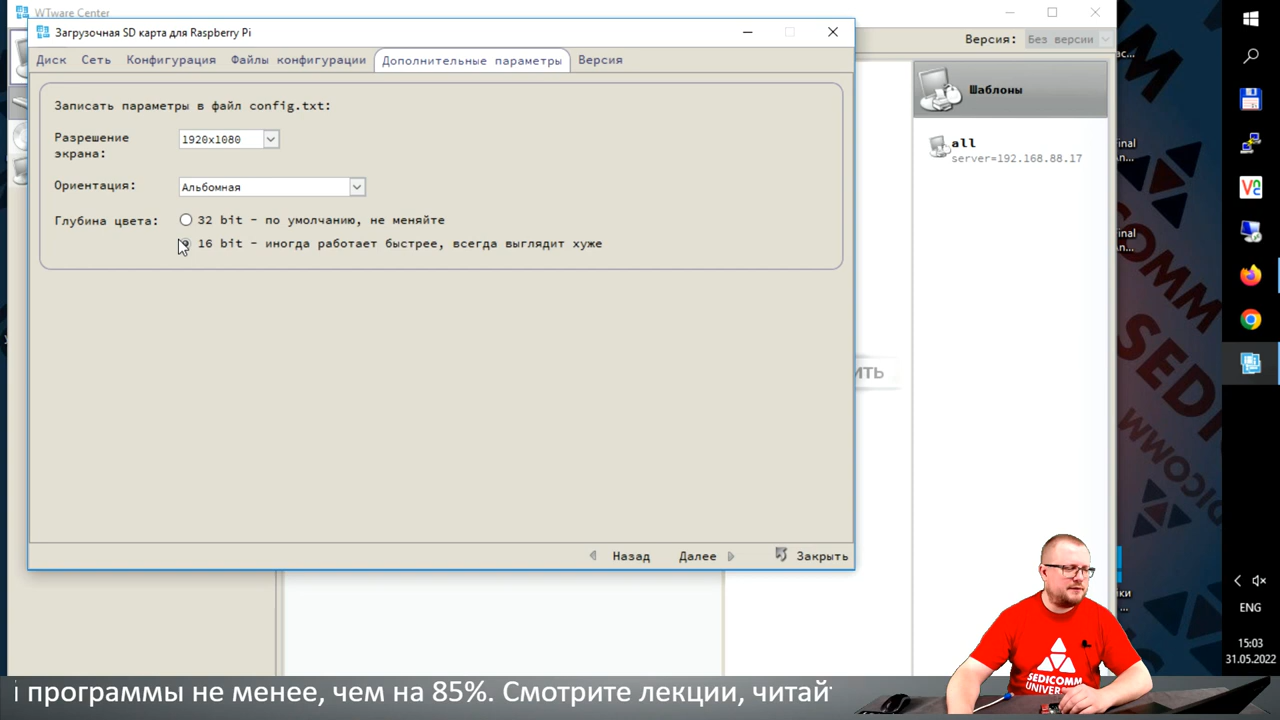 WTware Center
Загрузочная SD карта для Raspberry Pi
Диск Сеть Конфигурация Файлы конфигурации Дополнительные параметры Версия
Версия: Без версии
Записать параметры в файл config.txt:
Разрешение экрана: 1920x1080
Ориентация: Альбомная
Глубина цвета: 32 bit - по умолчанию, не меняйте
16 bit - иногда работает быстрее, всегда выглядит хуже
Назад Далее Закрыть
Шаблоны
all
server=192.168.88.17
ИТЬ
SEDICOMM
ENG
15:03
31.05.2022
SEDICOMM
программы не менее, чем на 85%. Смотрите лекции, читай